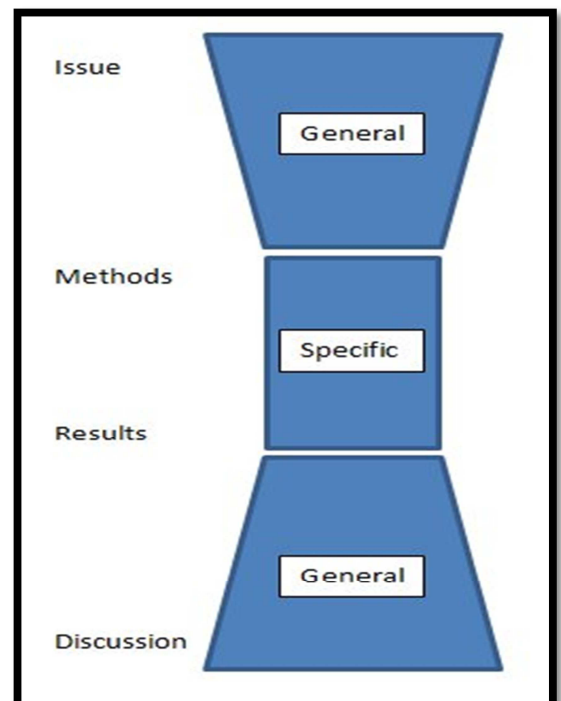 Issue
General
Methods
Specific
Results
General
Discussion